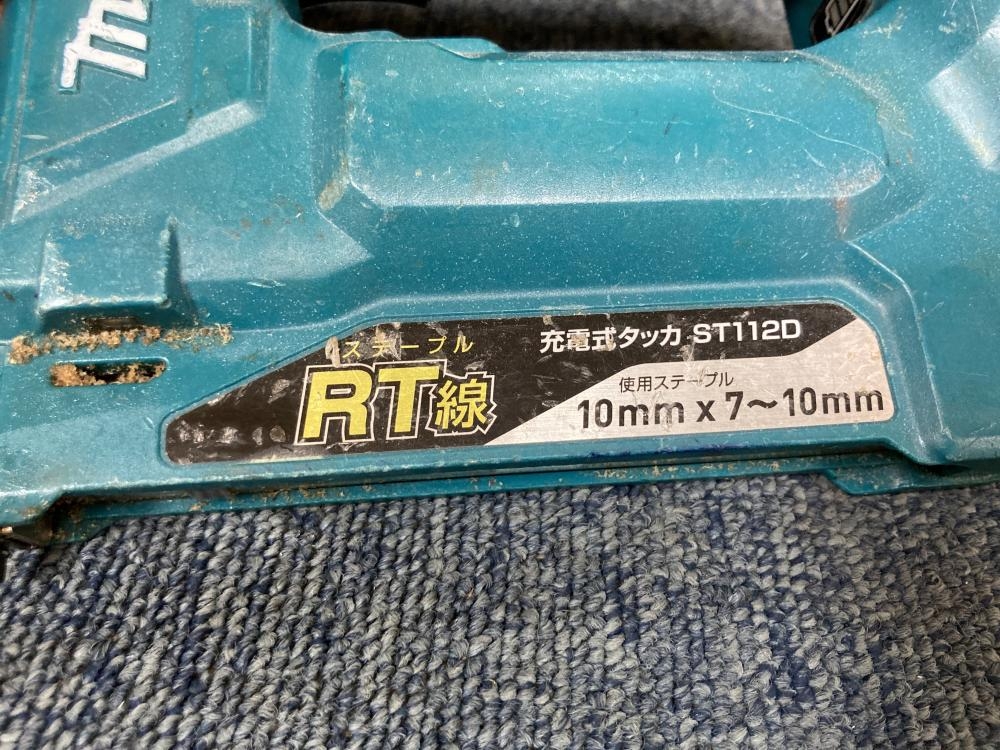 ステープル
RT線
充電式タッカ ST112D
使用ステープル
10mm x 7～10mm